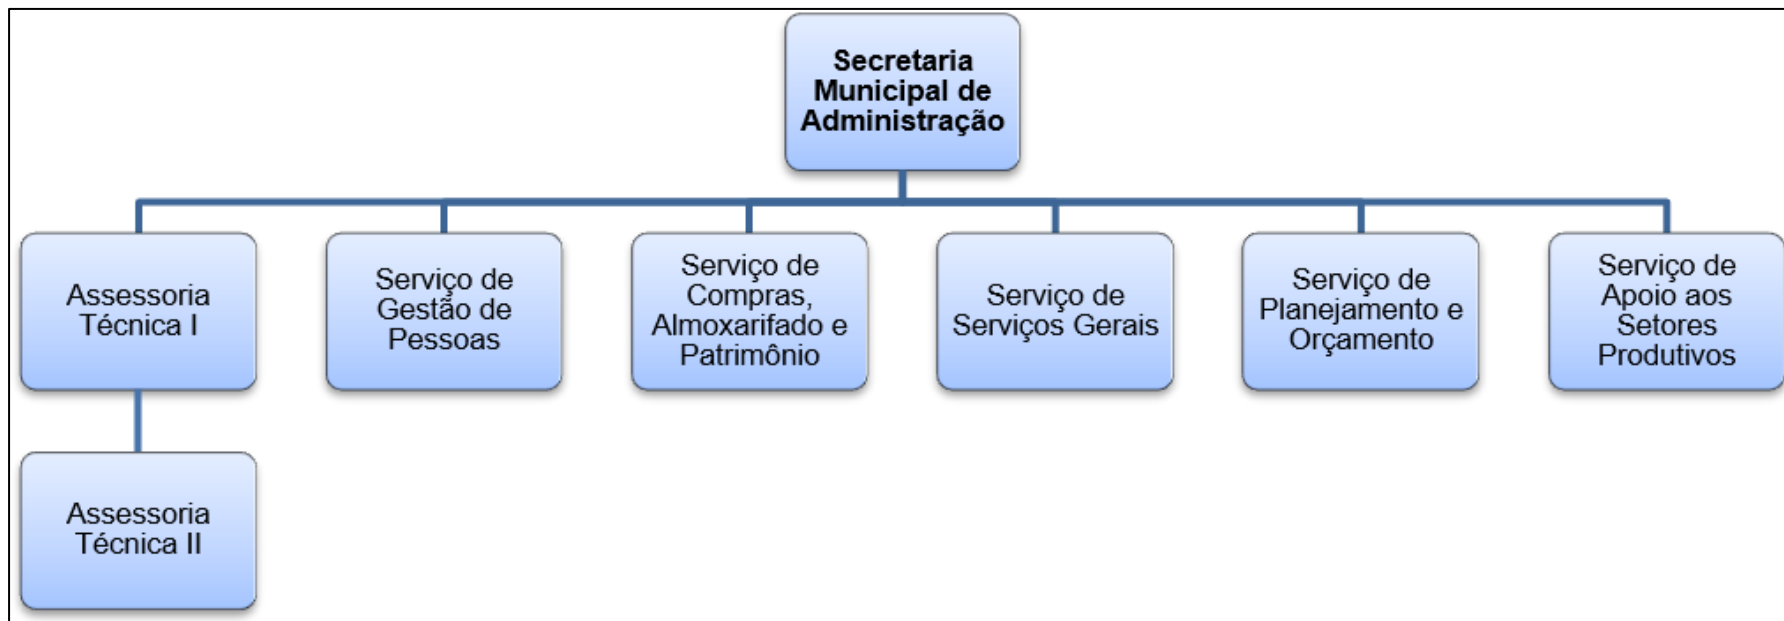 Secretaria
Municipal de
Administração
Assessoria
Técnica I
Serviço de
Gestão de
Pessoas
Serviço de
Compras,
Almoxarifado e
Patrimônio
Serviço de
Serviços Gerais
Serviço de
Planejamento e
Orçamento
Serviço de
Apoio aos
Setores
Produtivos
Assessoria
Técnica II